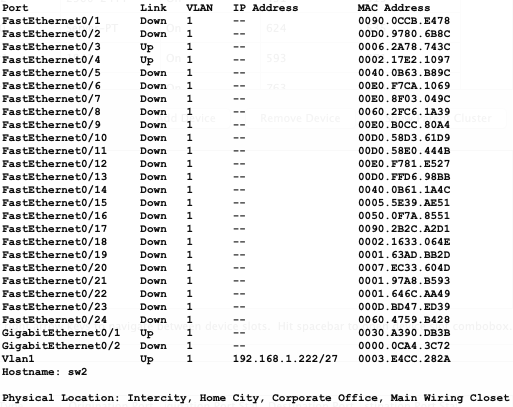 Port Link VLAN IP Address MAC Address
FastEthernet0/1 Down 1 -- 0090.0CCB.E478
FastEthernet0/2 Down 1 -- 00D0.9780.6B8C
FastEthernet0/3 Up 1 -- 0006.2A78.743C
FastEthernet0/4 Up 1 -- 0002.17E2.1097
FastEthernet0/5 Down 1 -- 0040.0B63.B89C
FastEthernet0/6 Down 1 -- 00E0.F7CA.1069
FastEthernet0/7 Down 1 -- 00E0.8F03.049C
FastEthernet0/8 Down 1 -- 0060.2FC6.1A39
FastEthernet0/9 Down 1 -- 00E0.B0CC.80A4
FastEthernet0/10 Down 1 -- 00D0.58D3.61D9
FastEthernet0/11 Down 1 -- 00D0.58E0.444B
FastEthernet0/12 Down 1 -- 00E0.F781.E527
FastEthernet0/13 Down 1 -- 00D0.FFD6.98BB
FastEthernet0/14 Down 1 -- 0040.0B61.1A4C
FastEthernet0/15 Down 1 -- 0005.5E39.AE51
FastEthernet0/16 Down 1 -- 0050.0F7A.8551
FastEthernet0/17 Down 1 -- 0090.2B2C.A2D1
FastEthernet0/18 Down 1 -- 0002.1633.064E
FastEthernet0/19 Down 1 -- 0001.63AD.BB2D
FastEthernet0/20 Down 1 -- 0007.EC33.604D
FastEthernet0/21 Down 1 -- 0001.97A8.B593
FastEthernet0/22 Down 1 -- 0001.646C.AA49
FastEthernet0/23 Down 1 -- 000D.BD47.ED39
FastEthernet0/24 Down 1 -- 0060.4759.B428
GigabitEthernet0/1 Up 1 -- 0030.A390.DB3B
GigabitEthernet0/2 Down 1 -- 0000.0CA4.3C72
Vlan1 Up 1 192.168.1.222/27 0003.E4CC.282A
Hostname: sw2
Physical Location: Intercity, Home City, Corporate Office, Main Wiring Closet